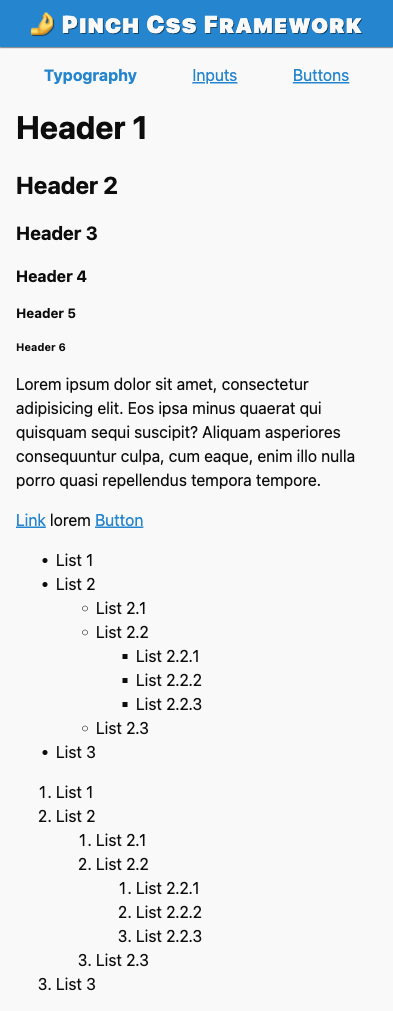 🤌 Pinch Css Framework
Typography Inputs Buttons
Header 1
Header 2
Header 3
Header 4
Header 5
Header 6
Lorem ipsum dolor sit amet, consectetur
adipisicing elit. Eos ipsa minus quaerat qui
quisquam sequi suscipit? Aliquam asperiores
consequuntur culpa, cum eaque, enim illo nulla
porro quasi repellendus tempora tempore.
Link lorem Button
• List 1
• List 2
◦ List 2.1
◦ List 2.2
▪ List 2.2.1
▪ List 2.2.2
▪ List 2.2.3
◦ List 2.3
• List 3
1. List 1
2. List 2
1. List 2.1
2. List 2.2
1. List 2.2.1
2. List 2.2.2
3. List 2.2.3
3. List 2.3
3. List 3